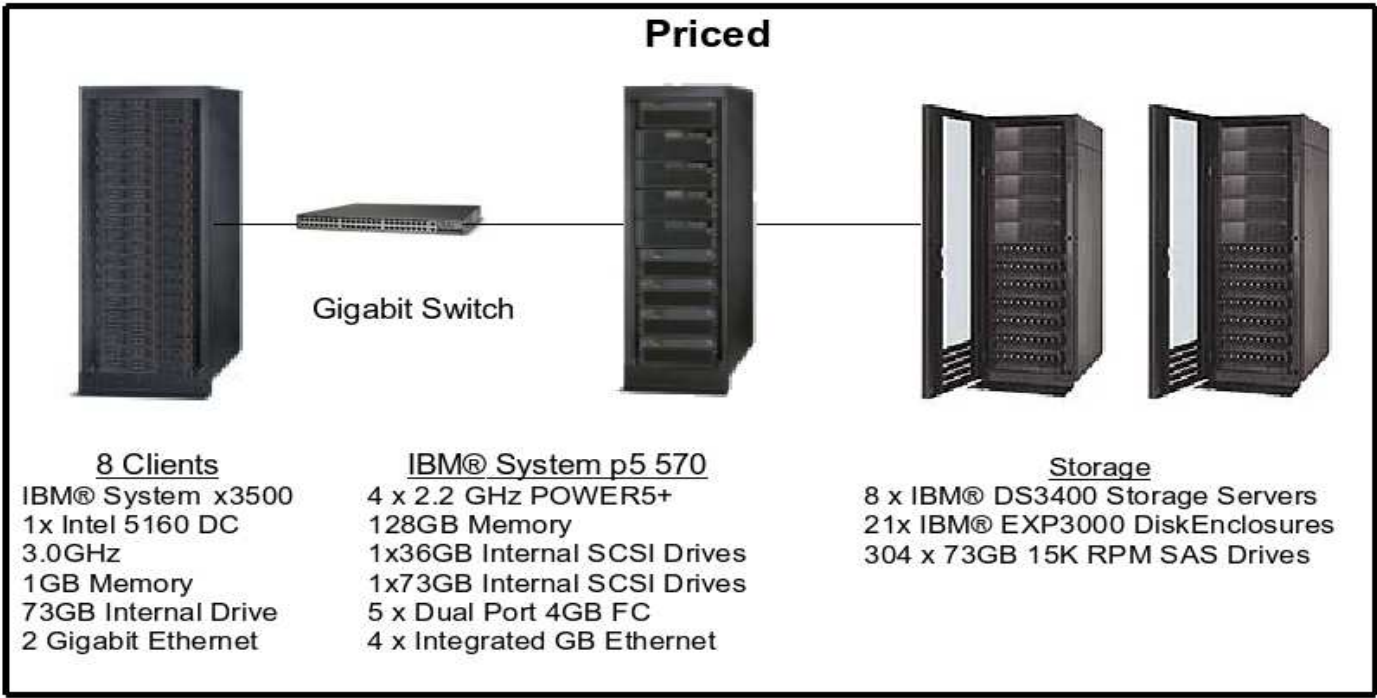 Priced
Gigabit Switch
8 Clients
IBM® System x3500
1x Intel 5160 DC
3.0GHz
1GB Memory
73GB Internal Drive
2 Gigabit Ethernet
IBM® System p5 570
4 x 2.2 GHz POWER5+
128GB Memory
1x36GB Internal SCSI Drives
1x73GB Internal SCSI Drives
5 x Dual Port 4GB FC
4 x Integrated GB Ethernet
Storage
8 x IBM® DS3400 Storage Servers
21x IBM® EXP3000 DiskEnclosures
304 x 73GB 15K RPM SAS Drives